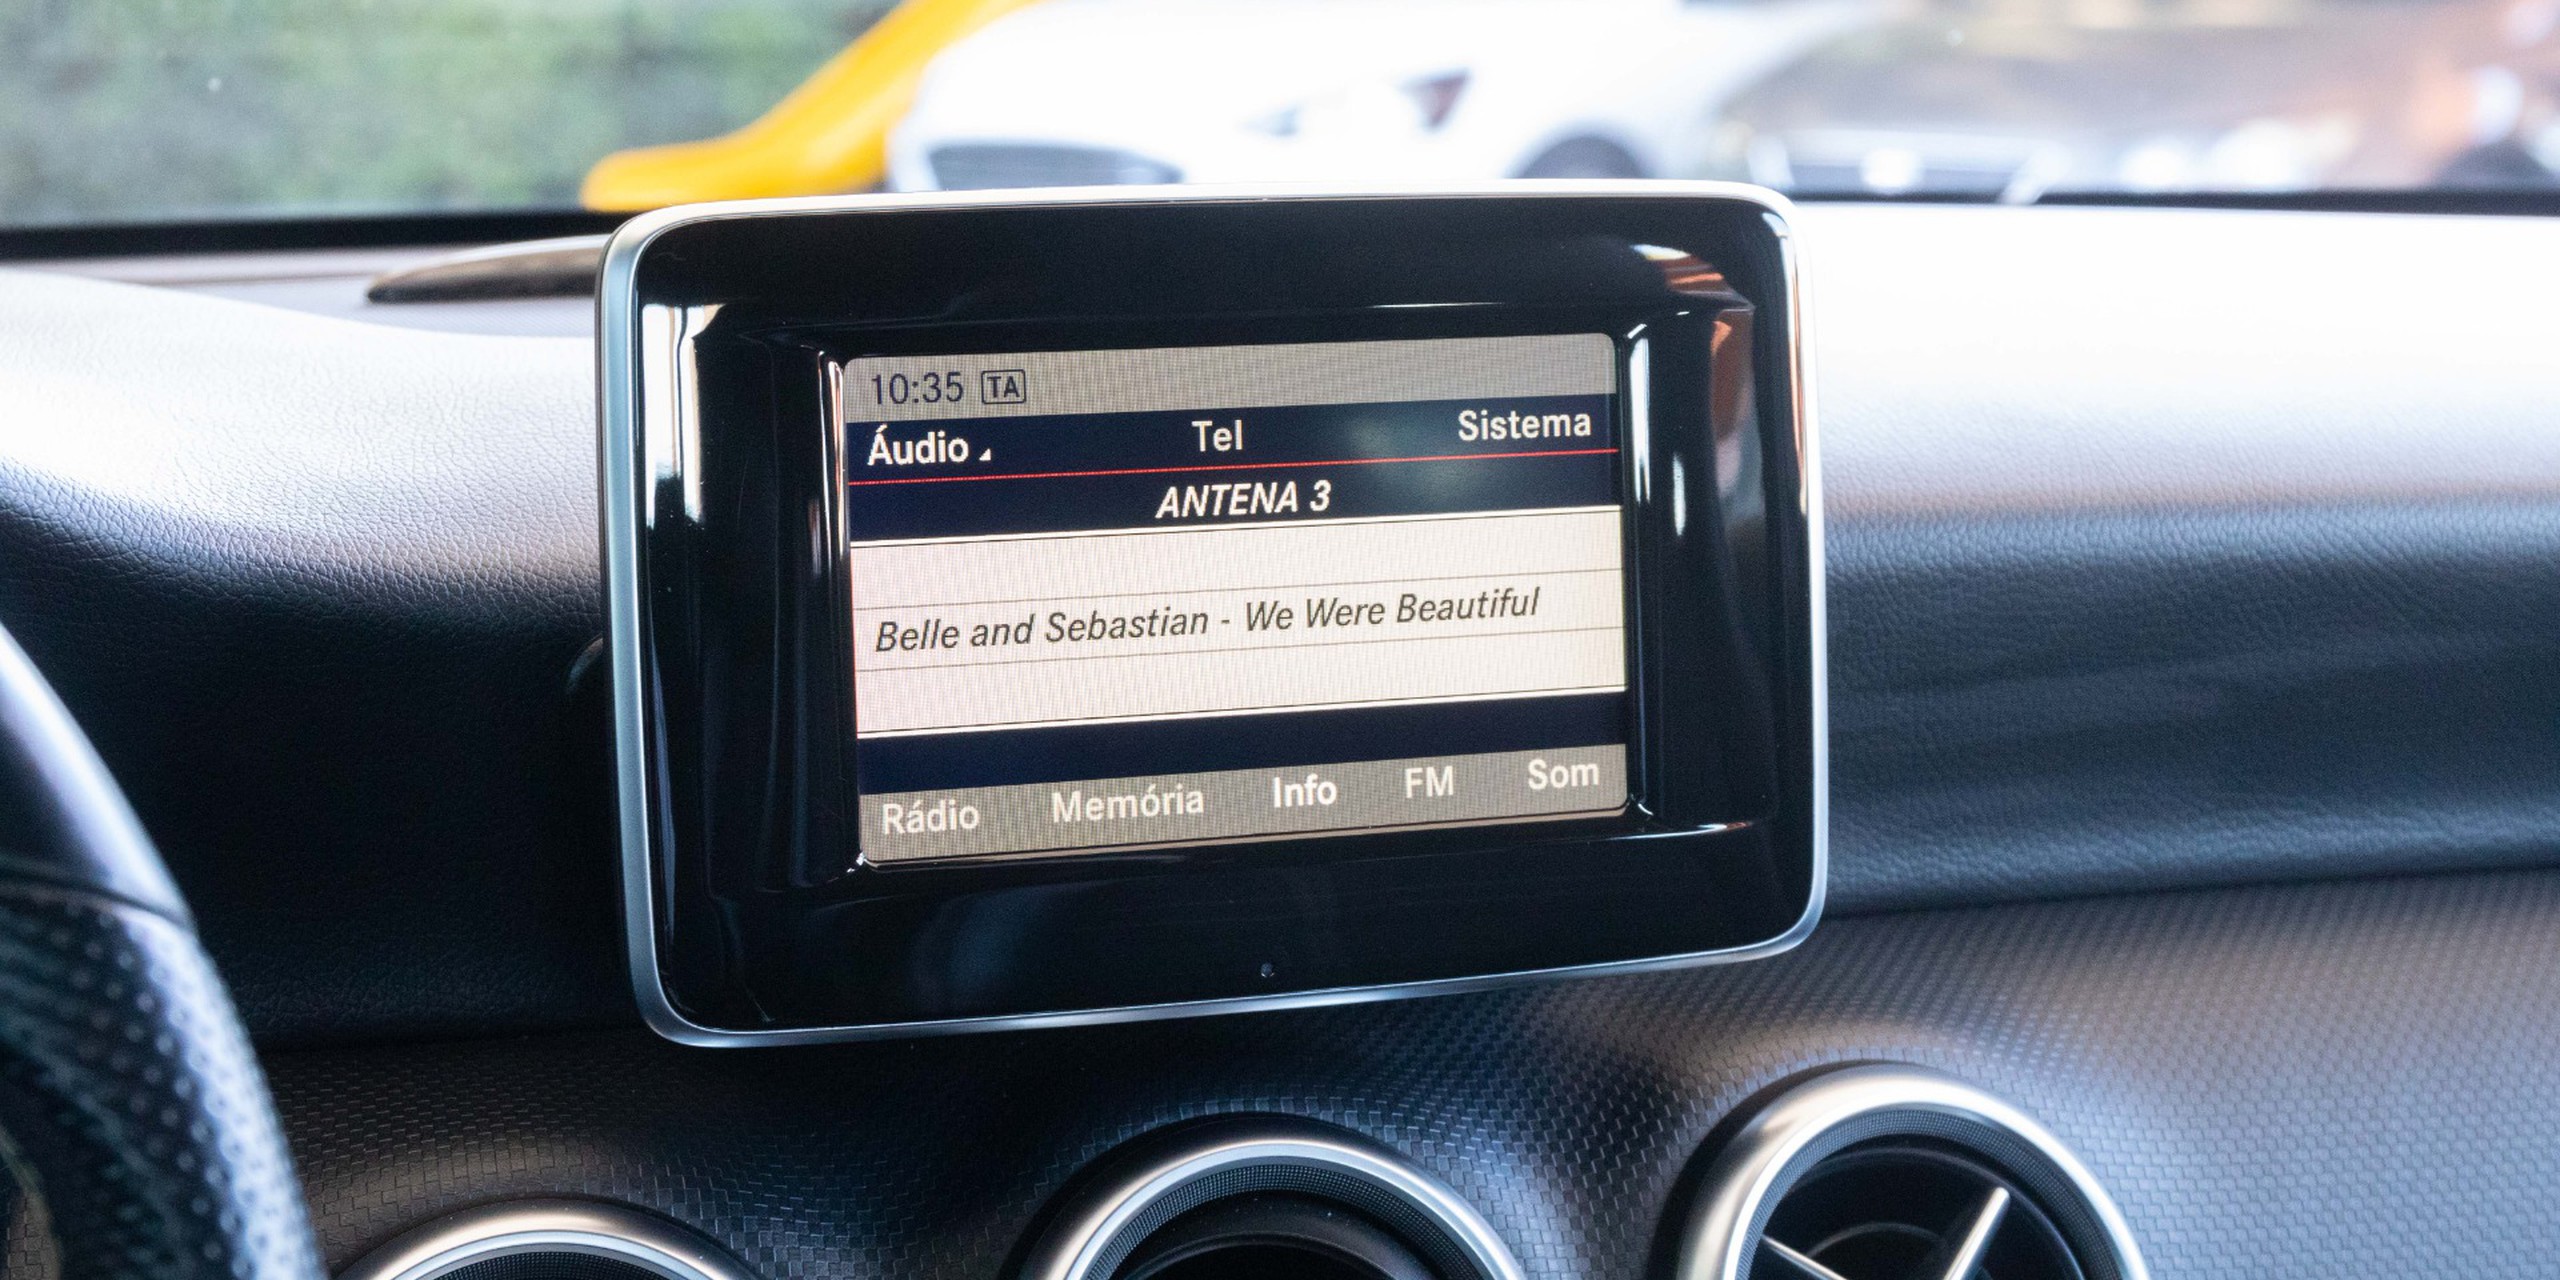 10:35 TA
Áudio Tel Sistema
ANTENA 3
Belle and Sebastian - We Were Beautiful
Rádio Memória Info FM Som